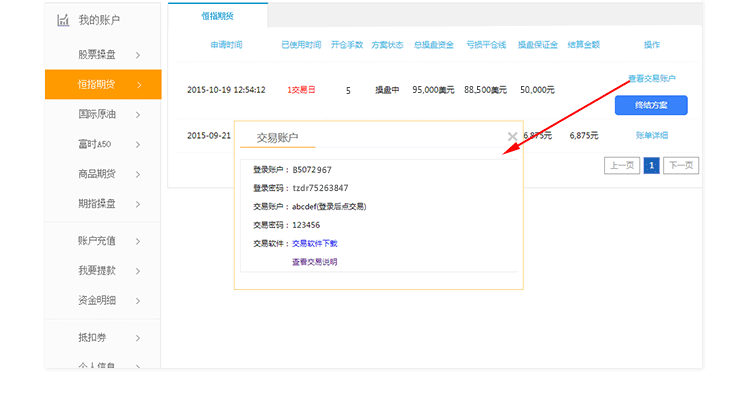 我的账户
股票操盘
恒指期货
国际原油
富时A50
商品期货
期指操盘
账户充值
我要提款
资金明细
抵扣券
个人信息
恒指期货
申请时间 已使用时间 开仓手数 方案状态 总操盘资金 亏损平仓线 操盘保证金 结算金额 操作
2015-10-19 12:54:12 1交易日 5 操盘中 95,000美元 88,500美元 50,000元 查看交易账户
终结方案
2015-09-21 6,875元 6,875元 账单详细
上一页 1 下一页
交易账户
登录账户： B5072967
登录密码： tzdr75263847
交易账户： abcdef(登录后点交易)
交易密码： 123456
交易软件： 交易软件下载
查看交易说明